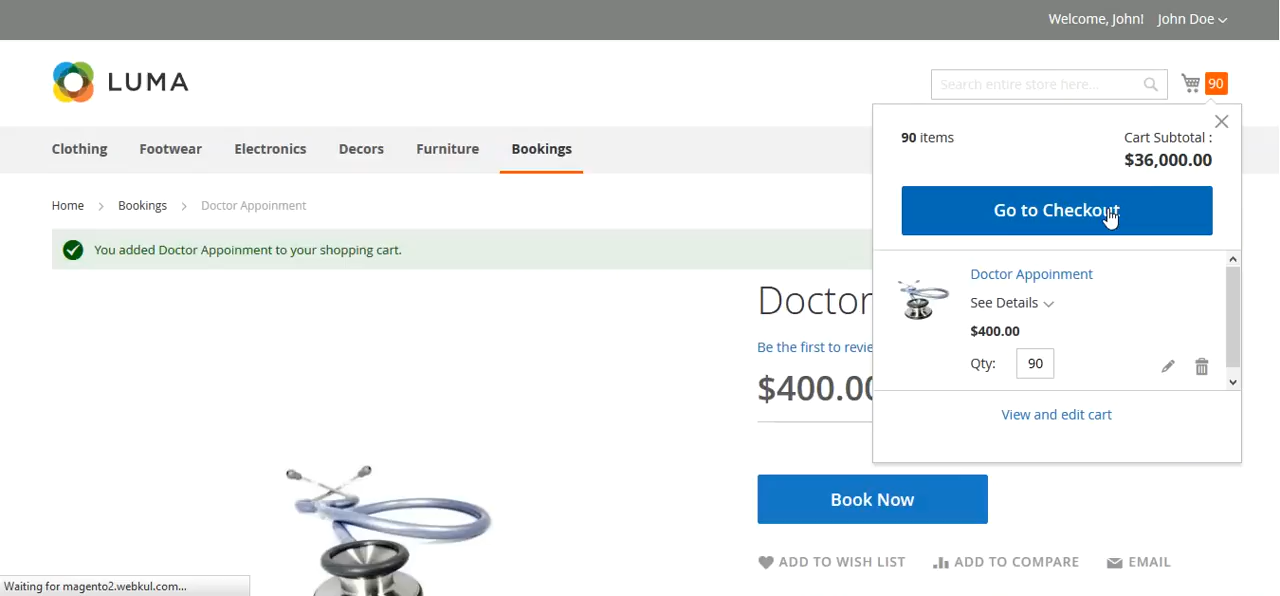 Welcome, John! John Doe
LUMA
Search entire store here...
90
Clothing Footwear Electronics Decors Furniture Bookings
90 items
Cart Subtotal :
$36,000.00
Go to Checkout
Home > Bookings > Doctor Appoinment
You added Doctor Appoinment to your shopping cart.
Doctor Appoinment
See Details
$400.00
Qty: 90
View and edit cart
Doctor
Be the first to revie
$400.00
Book Now
ADD TO WISH LIST ADD TO COMPARE EMAIL
Waiting for magento2.webkul.com...